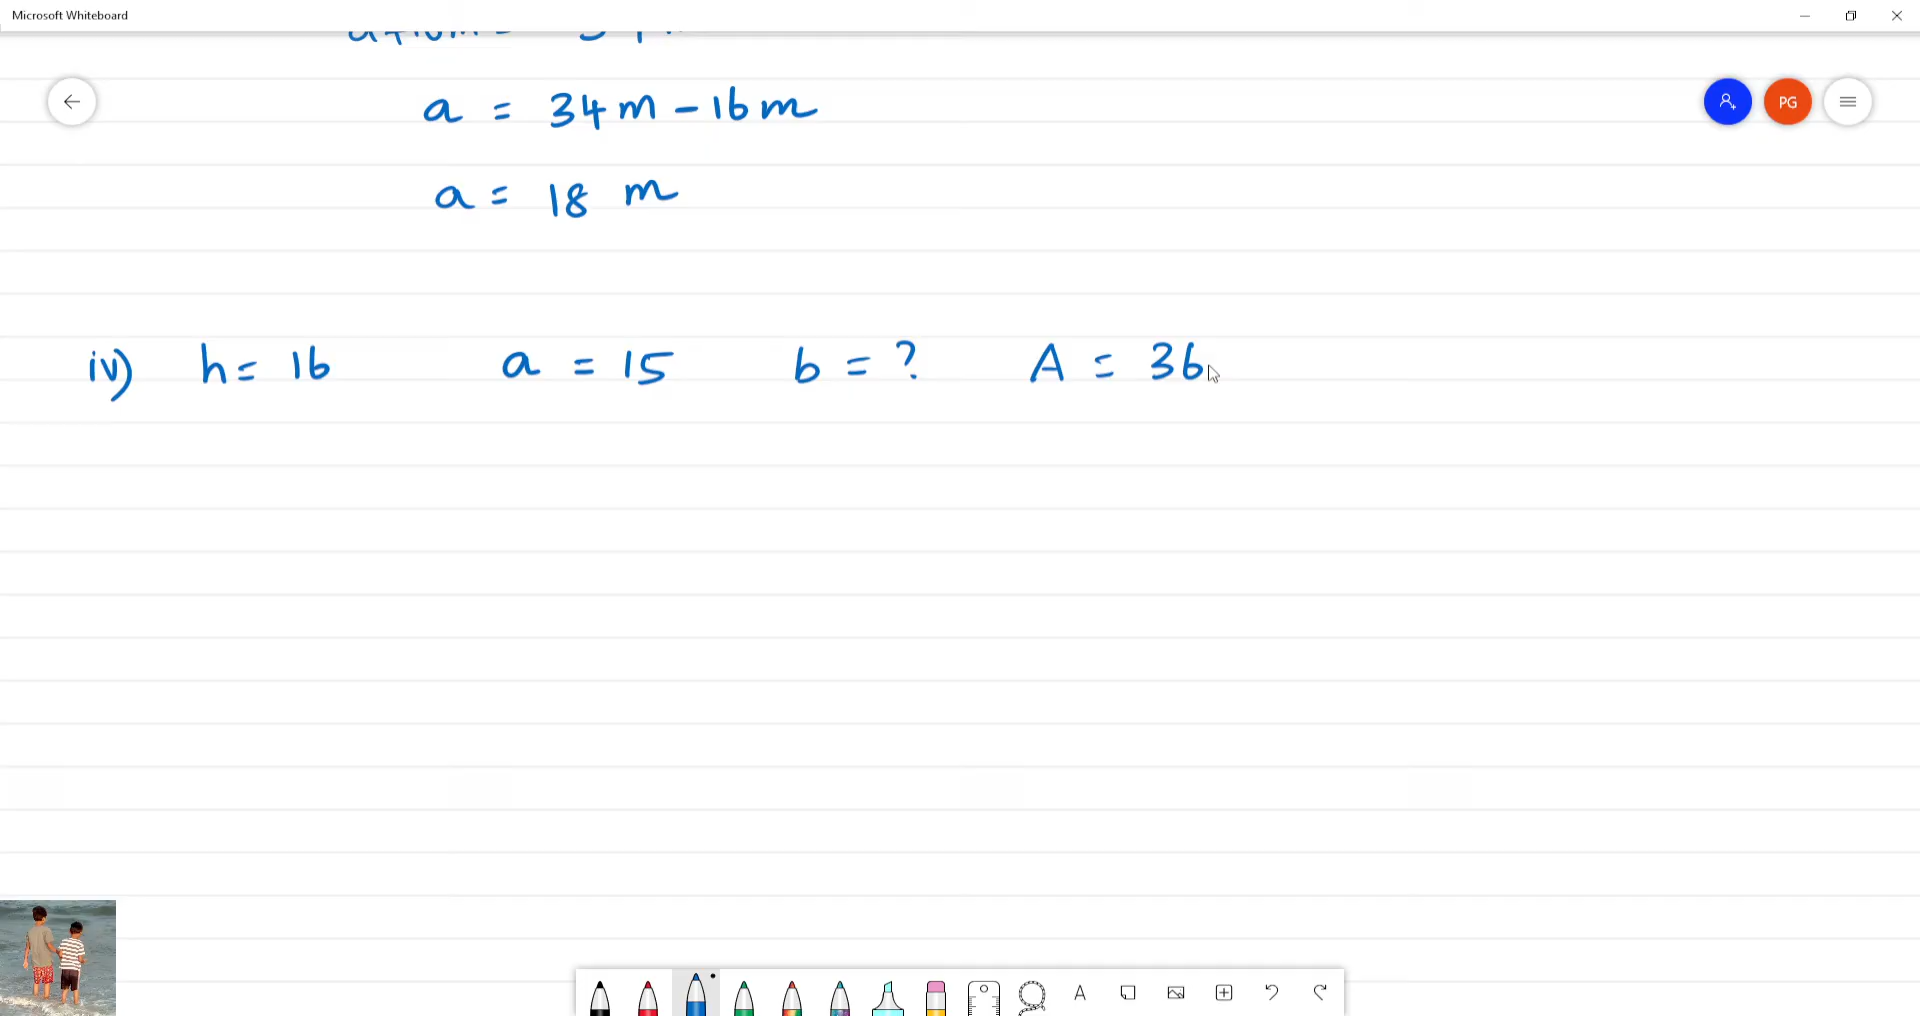 Microsoft Whiteboard
a = 34m - 16m
PG
a = 18 m
iv) h = 16 a = 15 b = ? A = 36
A